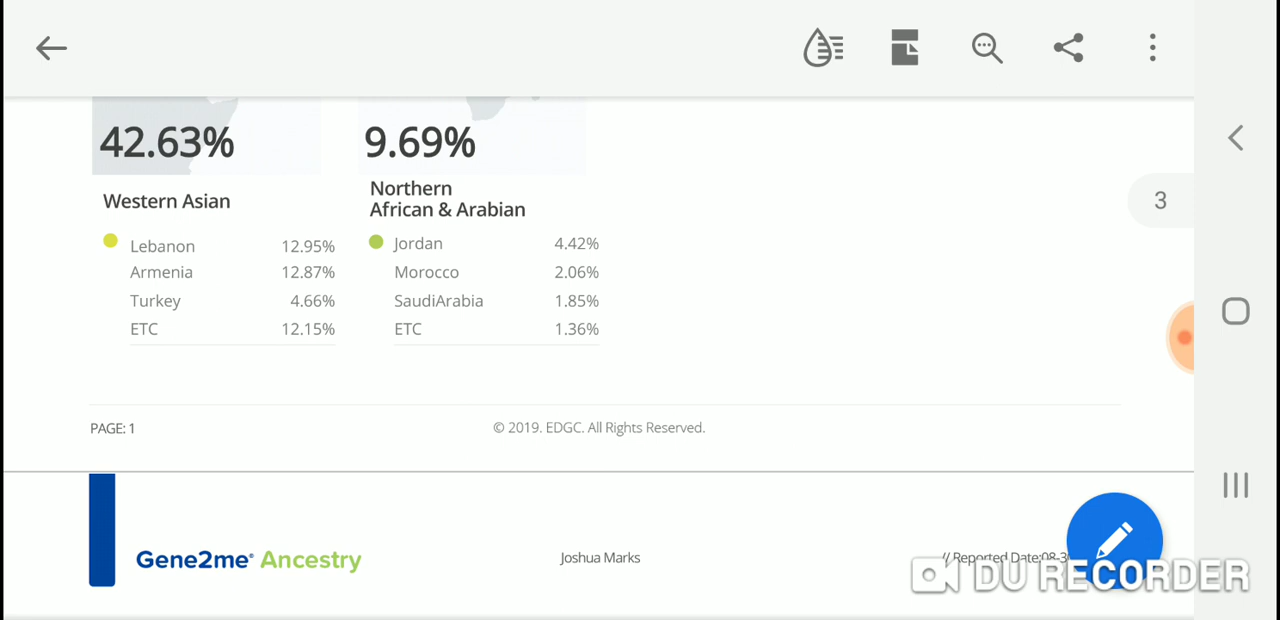 42.63%
9.69%
Western Asian
Northern
African & Arabian
3
Lebanon 12.95%
Armenia 12.87%
Turkey 4.66%
ETC 12.15%
Jordan 4.42%
Morocco 2.06%
SaudiArabia 1.85%
ETC 1.36%
PAGE: 1
© 2019. EDGC. All Rights Reserved.
Gene2me® Ancestry
Joshua Marks
// Reported Date:08-3
DU RECORDER